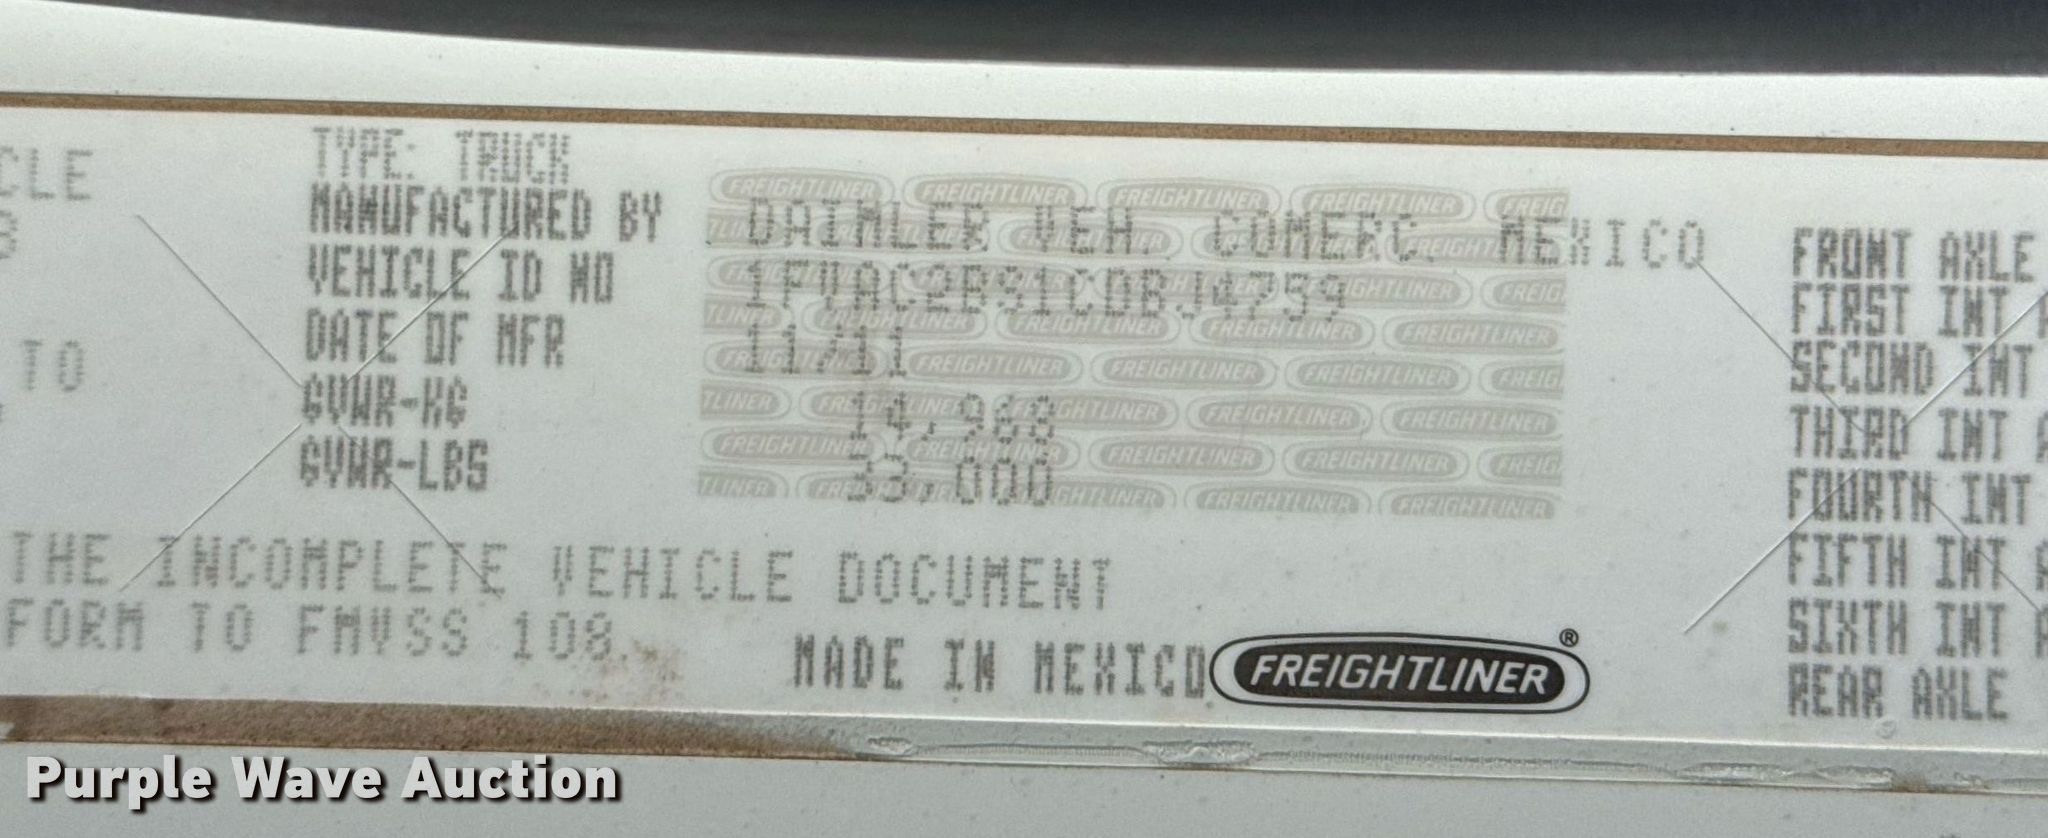 TYPE: TRUCK
CLE
MANUFACTURED BY DAIMLER VEH. COMERC. MEXICO
VEHICLE ID NO 1FVAC2BS1CDBJ4759
DATE OF MFR 11/11
TO
GVWR-KG 14,968
GVWR-LBS 33,000
FRONT AXLE
FIRST INT
SECOND INT
THIRD INT
FOURTH INT
FIFTH INT
SIXTH INT
REAR AXLE
THE INCOMPLETE VEHICLE DOCUMENT
FORM TO FMVSS 108.
MADE IN MEXICO FREIGHTLINER®
Purple Wave Auction